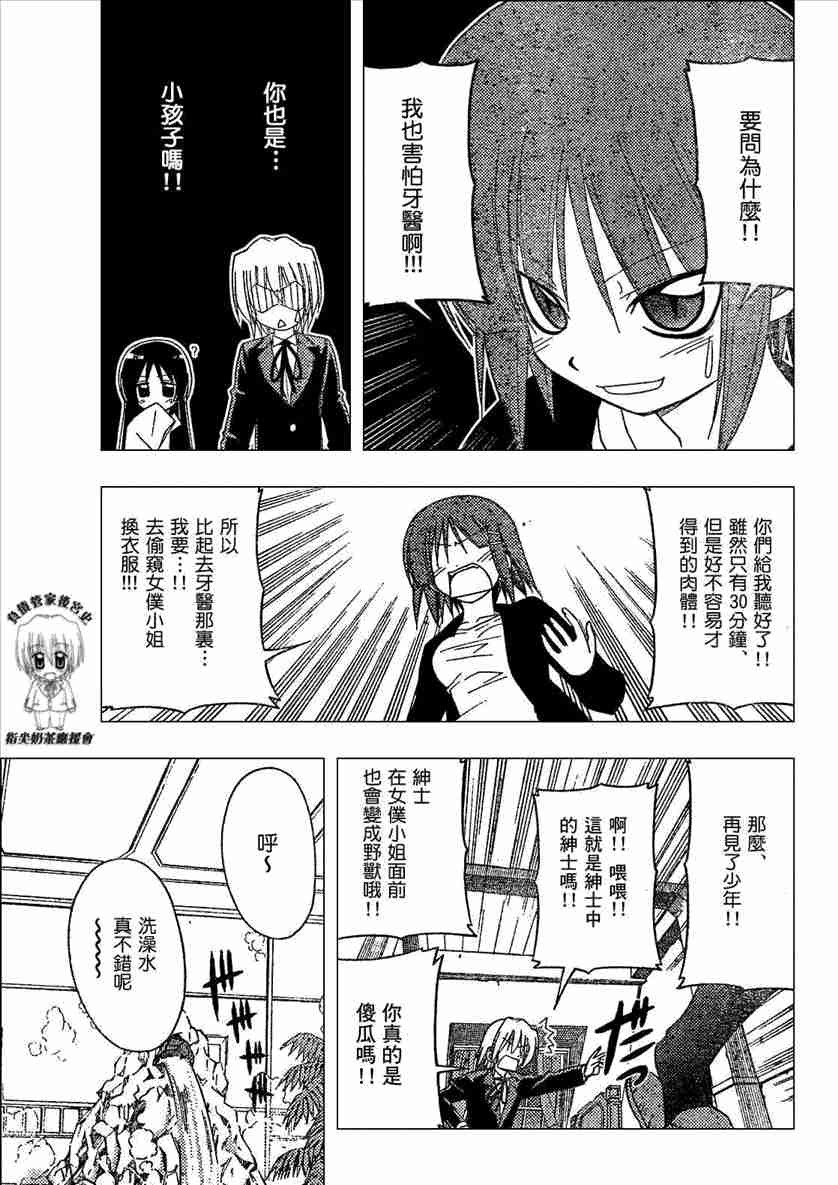 要問為什麼!!
我也害怕牙醫啊!!!
你也是…
小孩子嗎!!
?
你們給我聽好了!!
雖然只有30分鐘、
但是好不容易才
得到的肉體!!
所以
比起去牙醫那裏…
我要…!!
去偷窺女僕小姐
換衣服!!!
那麼、
再見了少年!!
啊!! 喂喂!!
這就是紳士中
的紳士嗎!!
紳士
在女僕小姐面前
也會變成野獸哦!!
你真的是
傻瓜嗎!!
呼~
洗澡水
真不錯呢
~
負債管家後宮史
指尖奶茶應援會